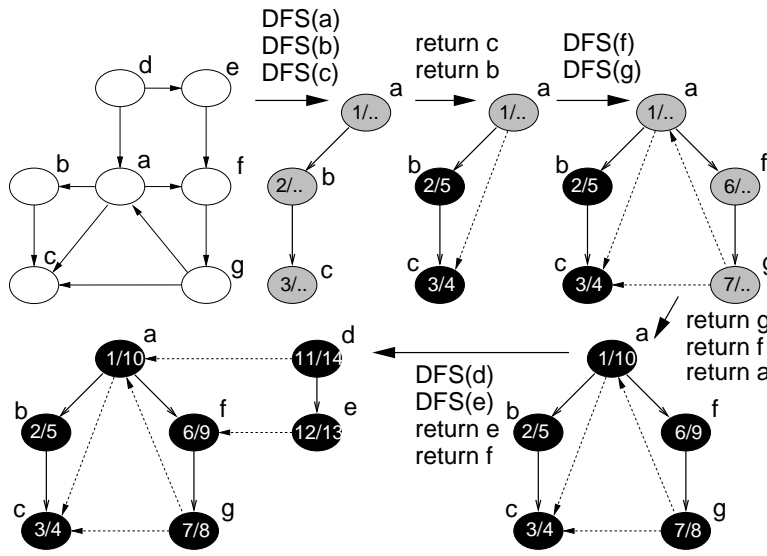 DFS(a)
DFS(b)
DFS(c)
return c
return b
DFS(f)
DFS(g)
d
e
b
a
f
c
g
a
1/..
2/..
b
3/..
c
a
1/..
b
2/5
c
3/4
a
1/..
b
2/5
f
6/..
c
3/4
g
7/..
return g
return f
return a
a
1/10
d
11/14
b
2/5
f
6/9
e
12/13
c
3/4
g
7/8
DFS(d)
DFS(e)
return e
return f
a
1/10
b
2/5
f
6/9
c
3/4
g
7/8